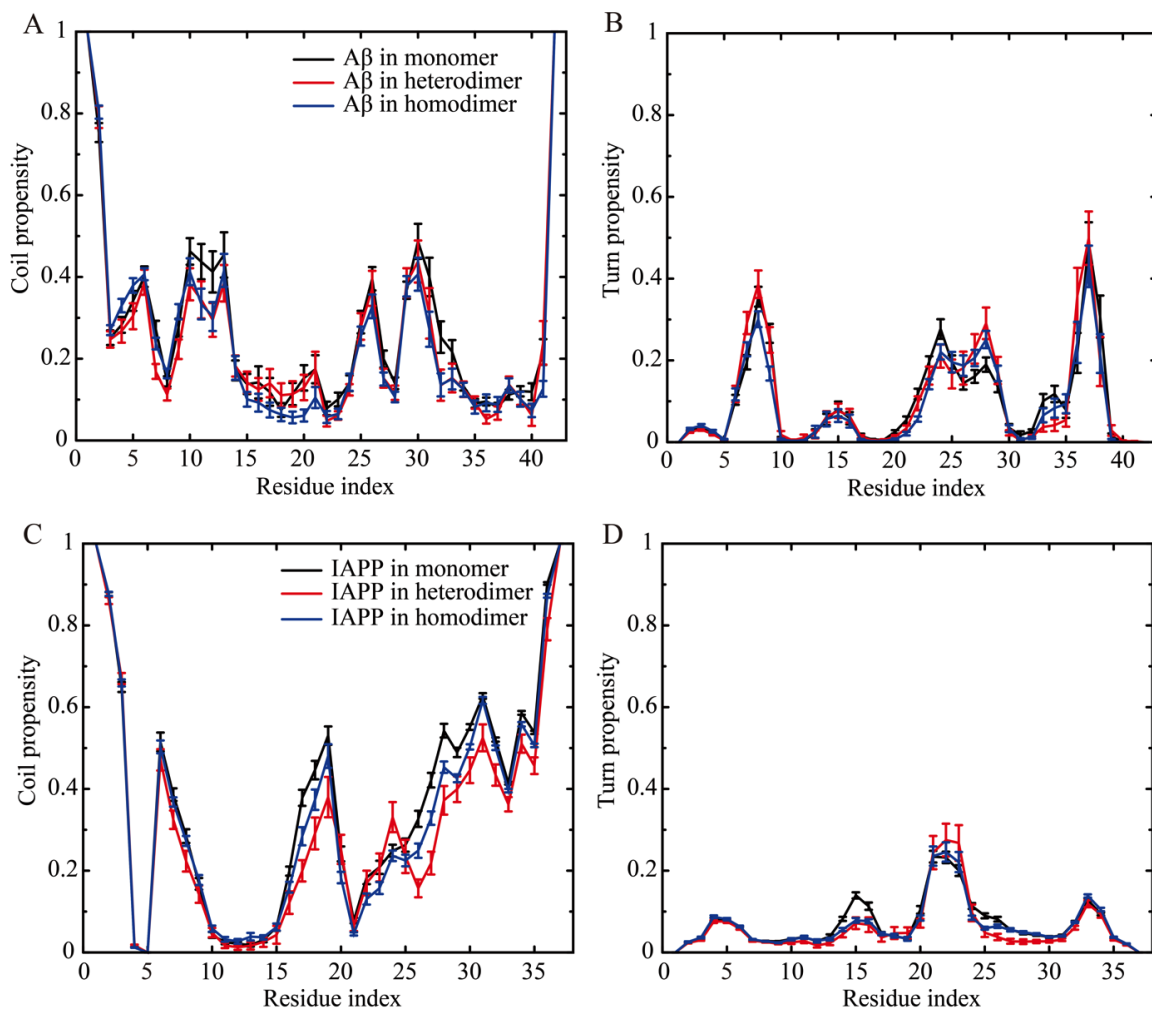 A
1
0.8
0.6
0.4
0.2
0
Coil propensity
Aβ in monomer
Aβ in heterodimer
Aβ in homodimer
0 5 10 15 20 25 30 35 40
Residue index
B
1
0.8
0.6
0.4
0.2
0
Turn propensity
0 5 10 15 20 25 30 35 40
Residue index
C
1
0.8
0.6
0.4
0.2
0
Coil propensity
IAPP in monomer
IAPP in heterodimer
IAPP in homodimer
0 5 10 15 20 25 30 35
Residue index
D
1
0.8
0.6
0.4
0.2
0
Turn propensity
0 5 10 15 20 25 30 35
Residue index